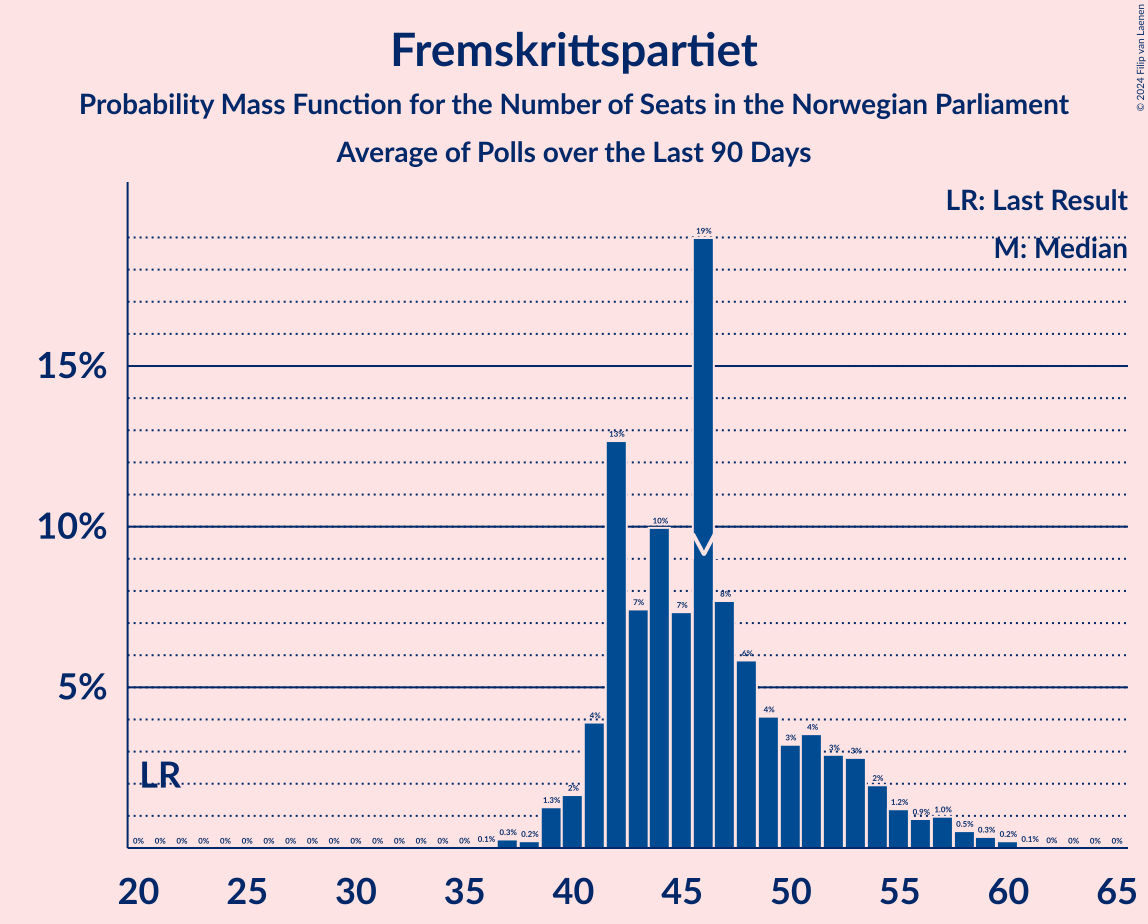 Fremskrittspartiet
Probability Mass Function for the Number of Seats in the Norwegian Parliament
Average of Polls over the Last 90 Days
© 2024 Filip van Laenen
LR: Last Result
M: Median
15%
10%
5%
LR
0% 0% 0% 0% 0% 0% 0% 0% 0% 0% 0% 0% 0% 0% 0% 0% 0.1% 0.3% 0.2% 1.3% 2% 4% 13% 7% 10% 7% 19% 8% 6% 4% 3% 4% 3% 3% 2% 1.2% 0.9% 1.0% 0.5% 0.3% 0.2% 0.1% 0% 0% 0% 0%
20 25 30 35 40 45 50 55 60 65